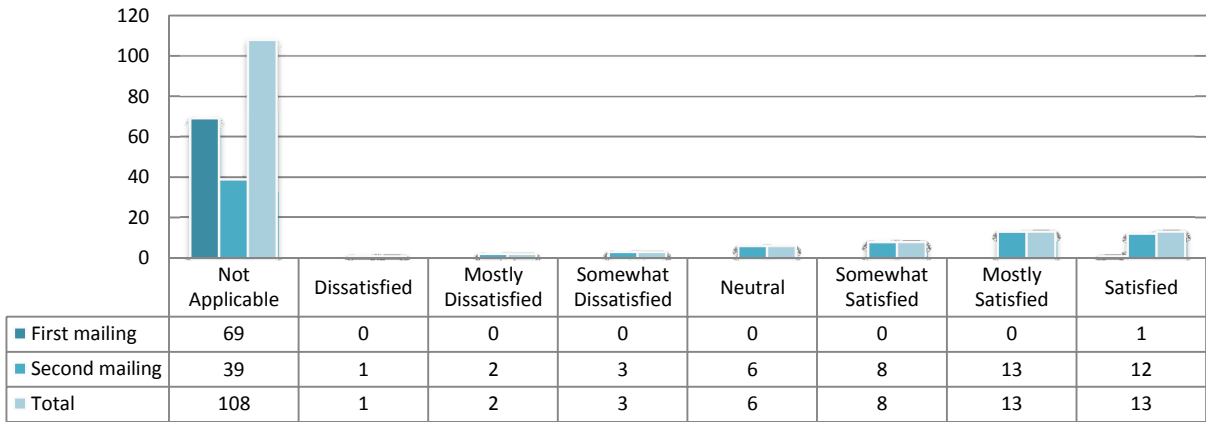 120
100
80
60
40
20
0
Not Applicable Dissatisfied Mostly Dissatisfied Somewhat Dissatisfied Neutral Somewhat Satisfied Mostly Satisfied Satisfied
First mailing 69 0 0 0 0 0 0 1
Second mailing 39 1 2 3 6 8 13 12
Total 108 1 2 3 6 8 13 13